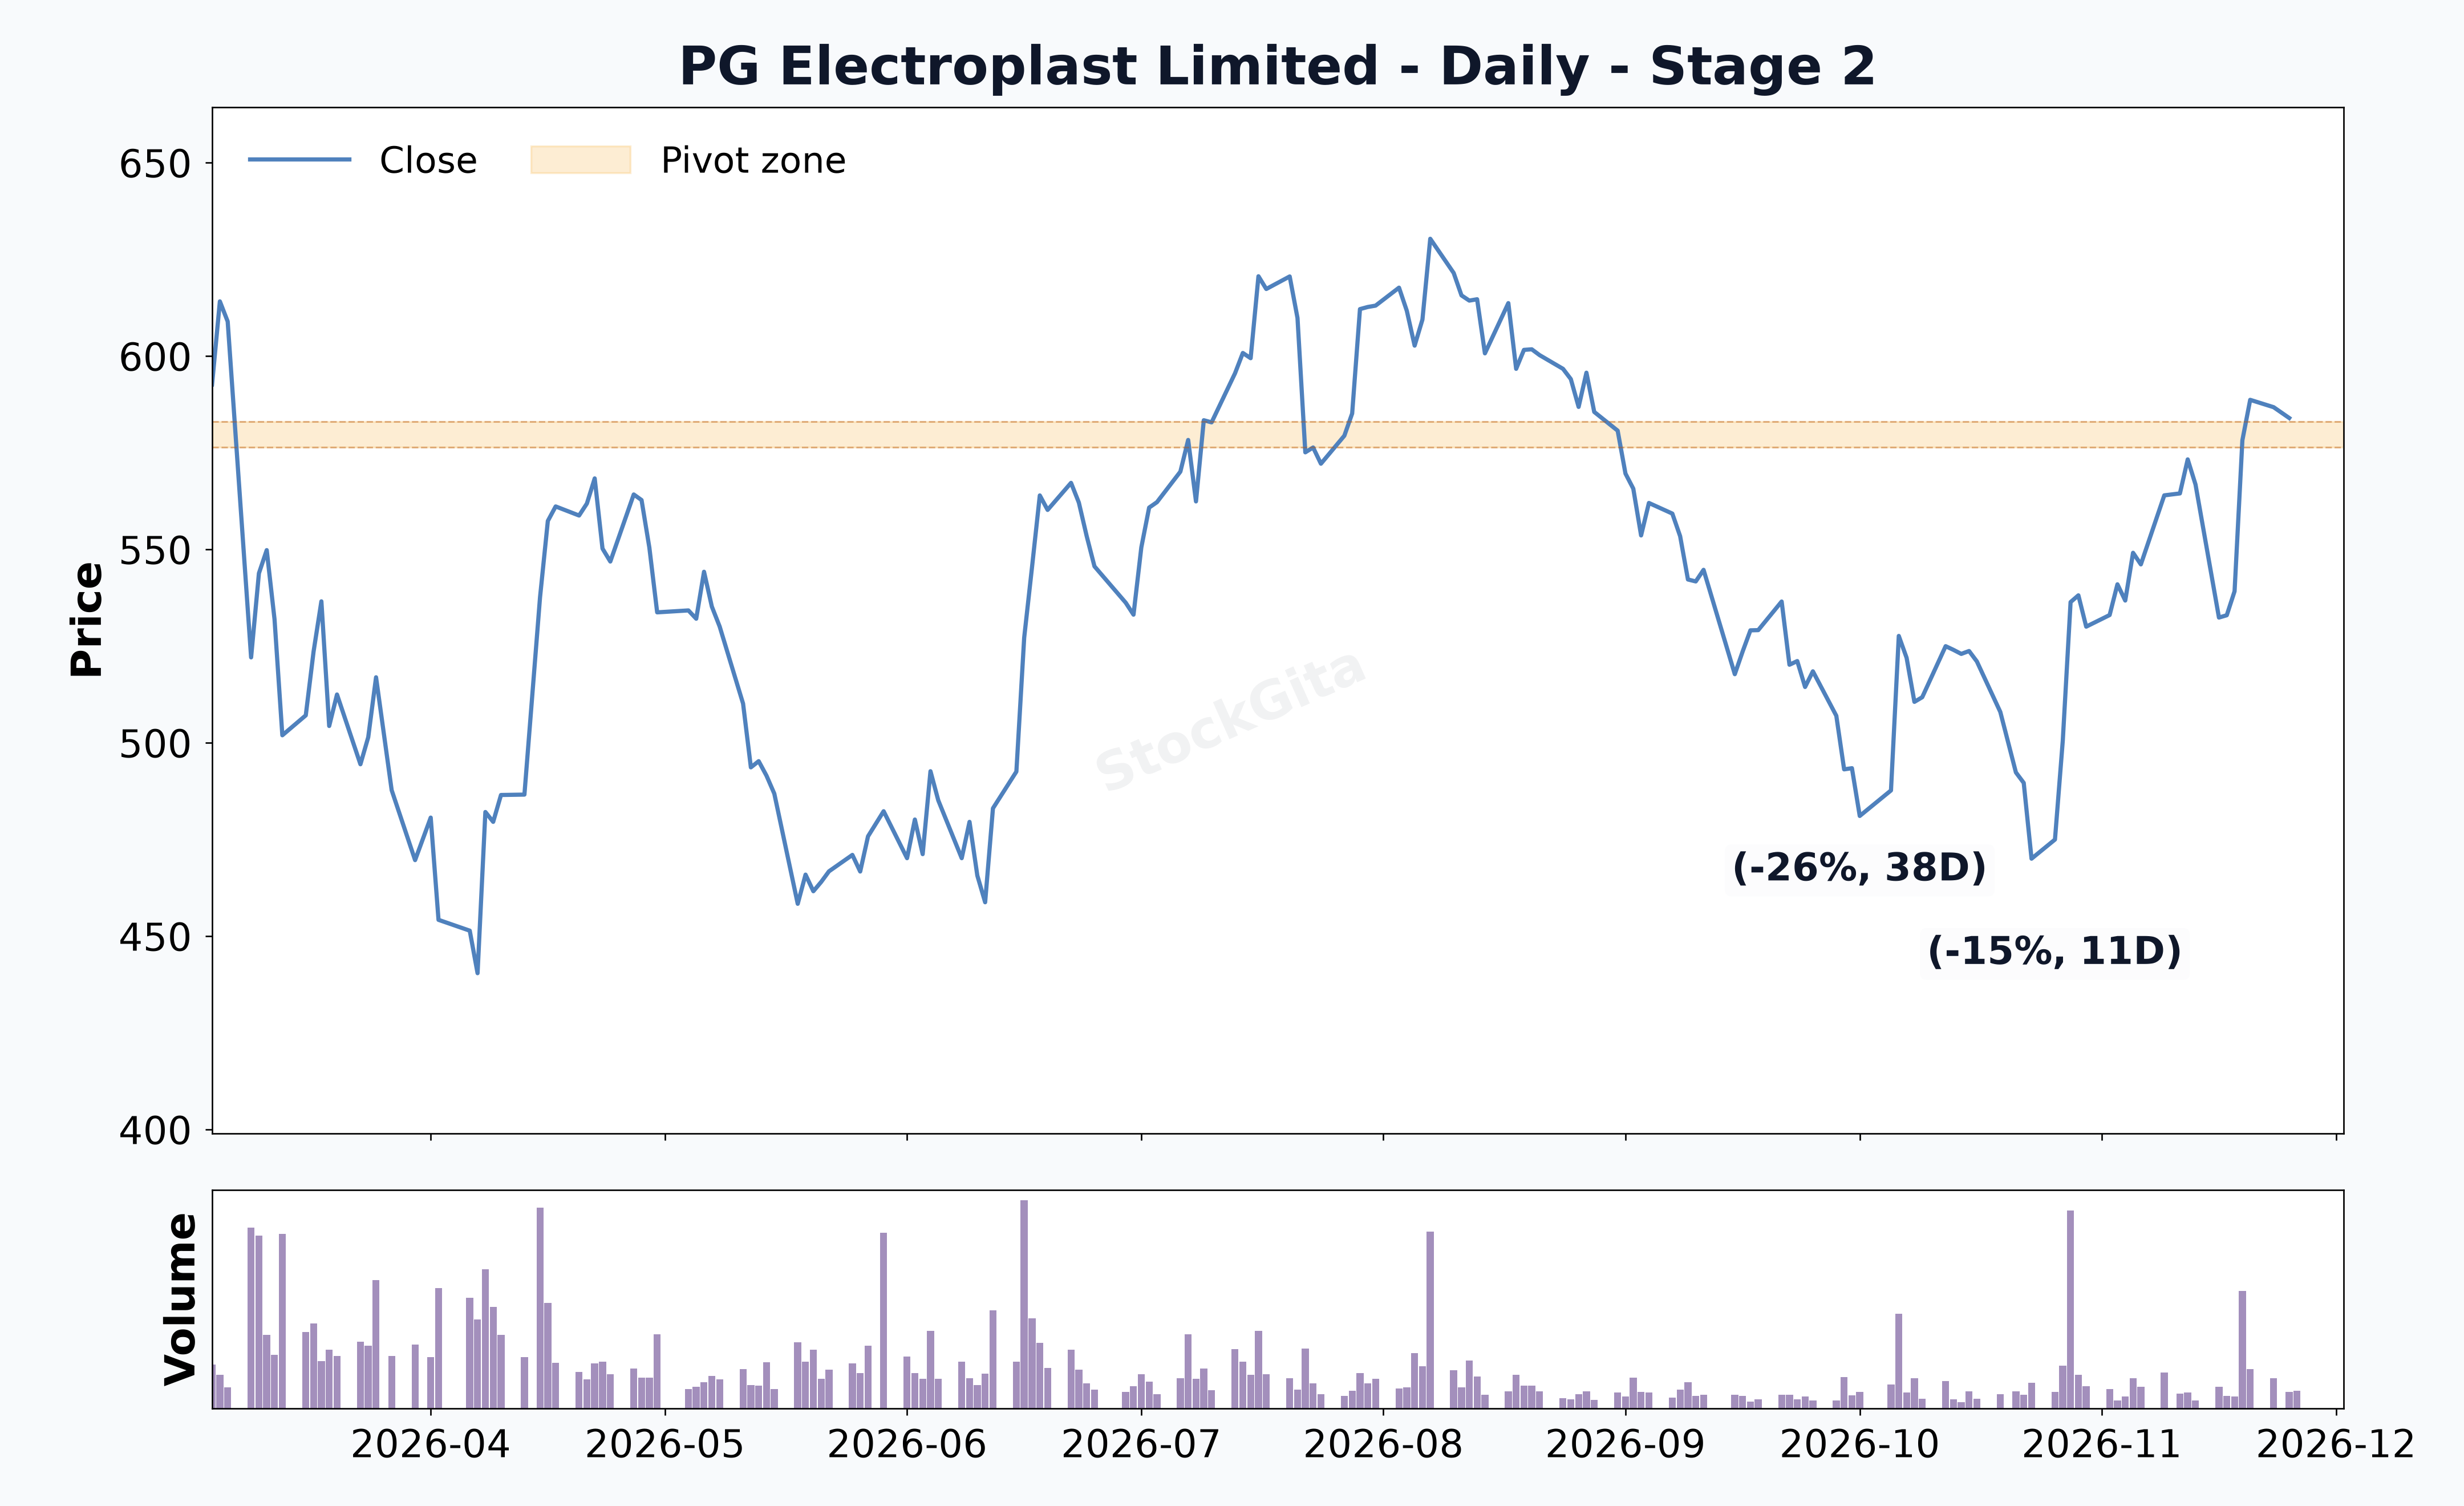 PG Electroplast Limited - Daily - Stage 2
Close
Pivot zone
650
600
550
500
450
400
Price
StockGita
(-26%, 38D)
(-15%, 11D)
Volume
2026-04
2026-05
2026-06
2026-07
2026-08
2026-09
2026-10
2026-11
2026-12